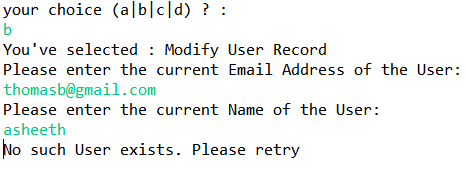 your choice (a|b|c|d) ? :
b
You've selected : Modify User Record
Please enter the current Email Address of the User:
thomasb@gmail.com
Please enter the current Name of the User:
asheeth
No such User exists. Please retry